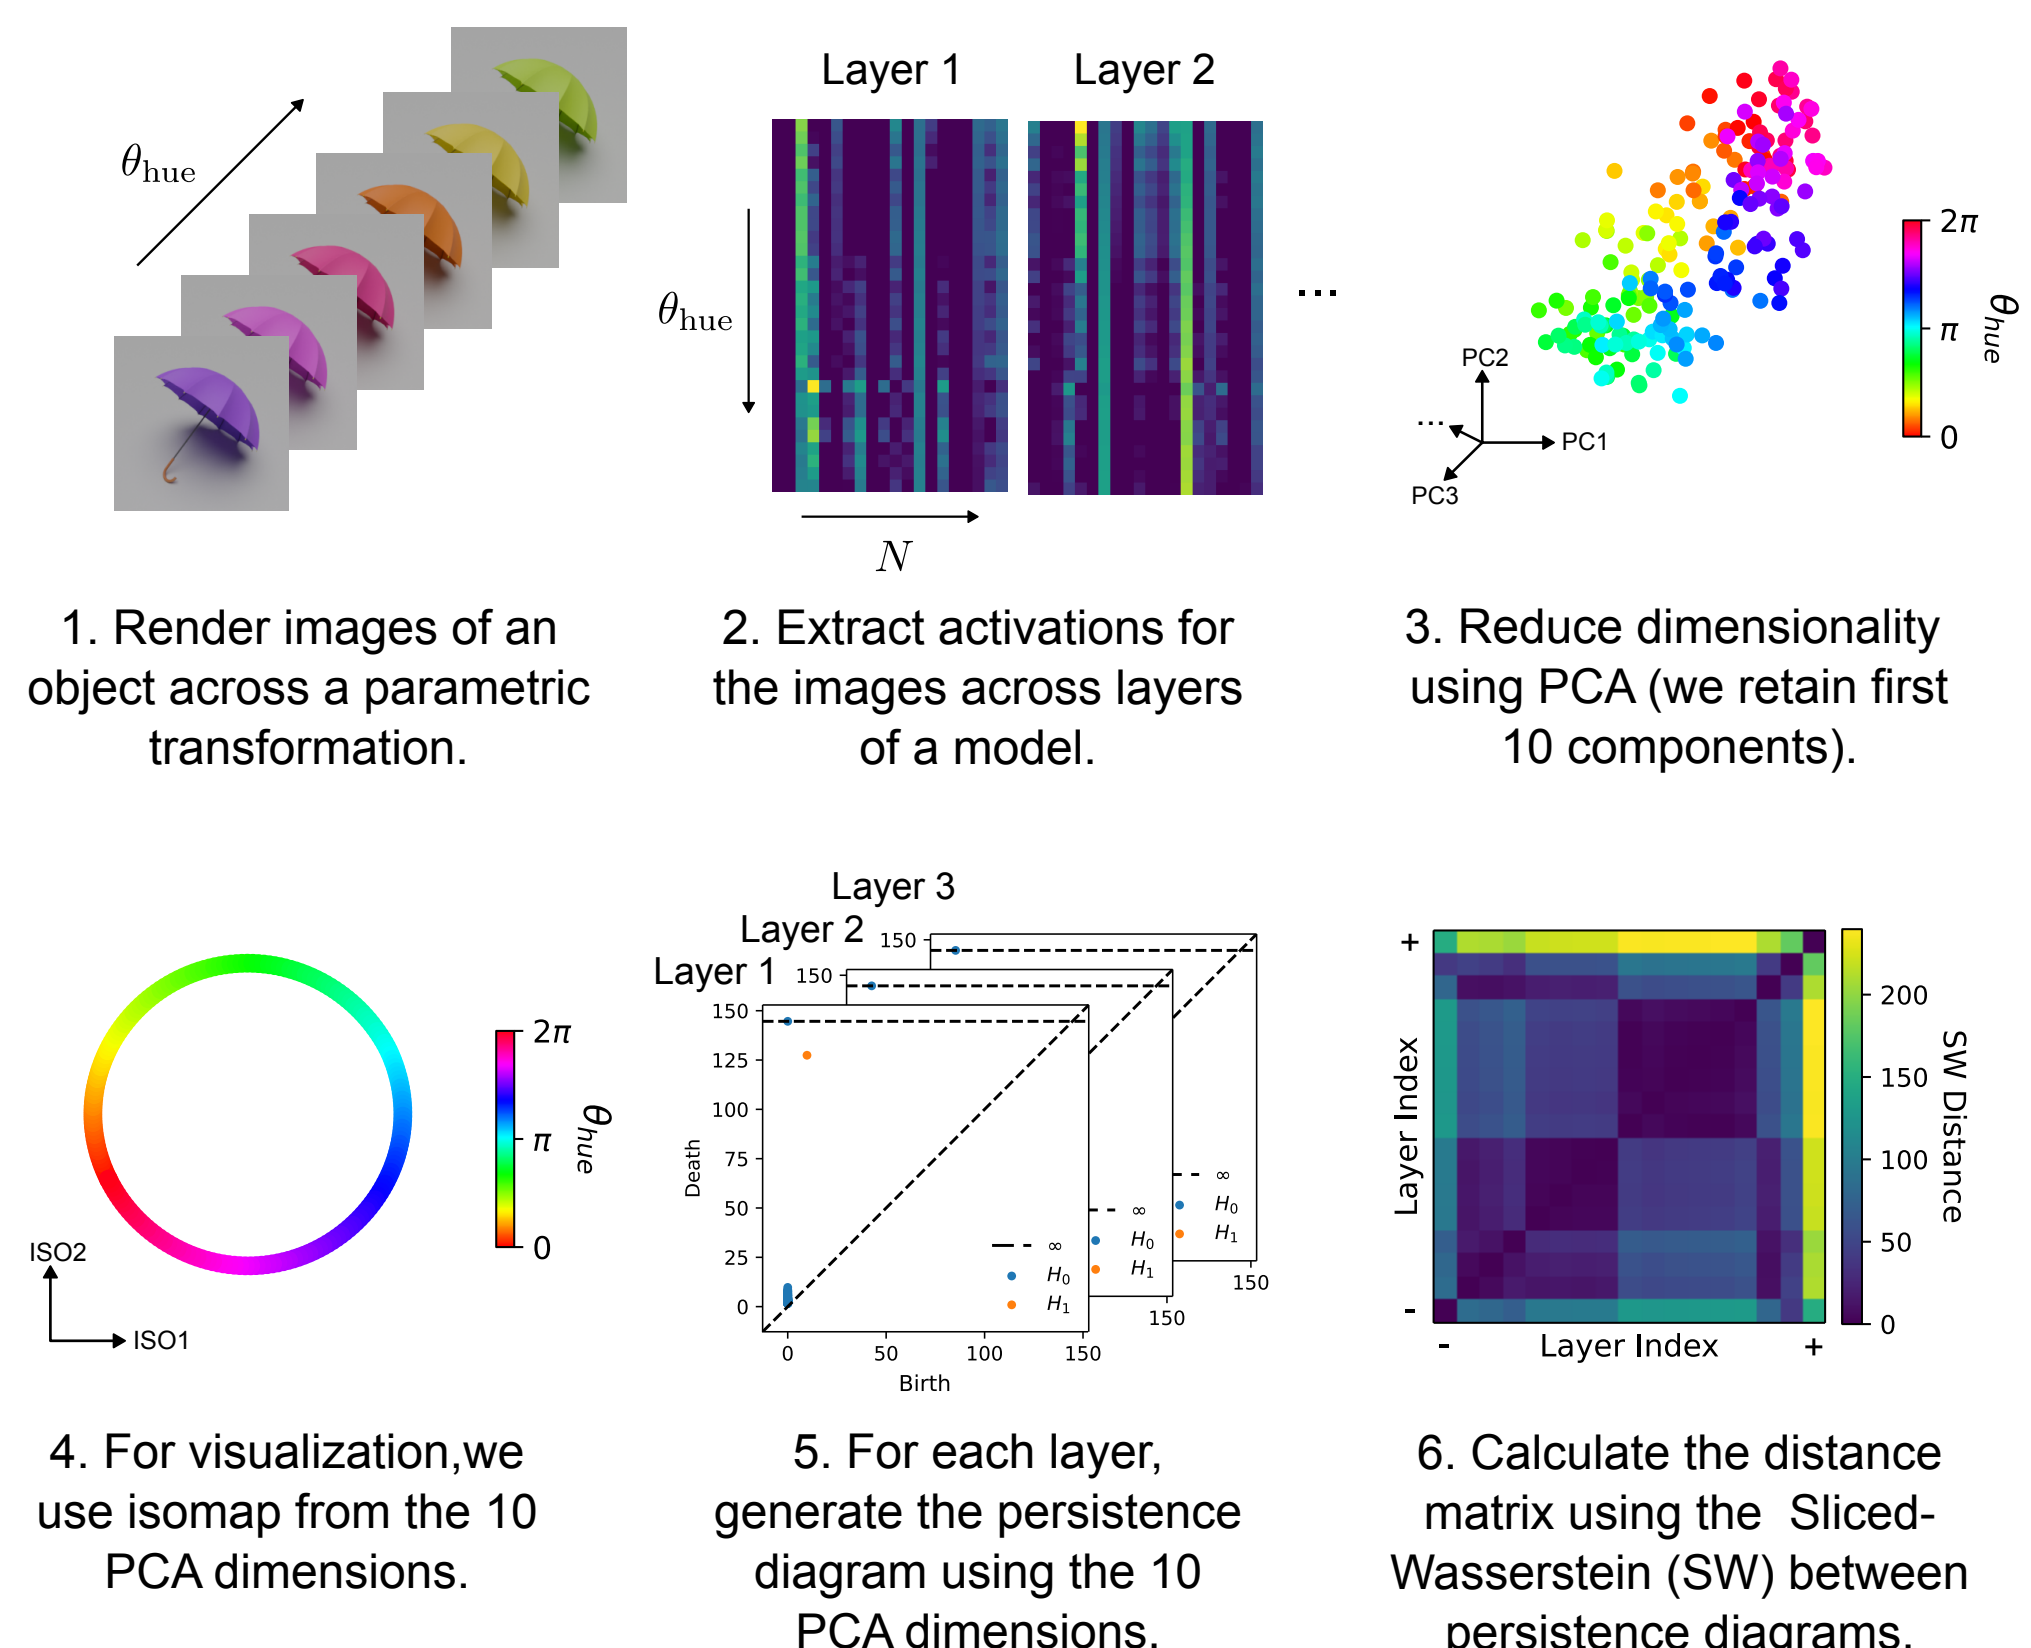 θhue
1. Render images of an
object across a parametric
transformation.
Layer 1 Layer 2
θhue
...
N
2. Extract activations for
the images across layers
of a model.
2π
π
0
θhue
PC2
...
PC1
PC3
3. Reduce dimensionality
using PCA (we retain first
10 components).
2π
π
0
θhue
ISO2
ISO1
4. For visualization,we
use isomap from the 10
PCA dimensions.
Layer 3
150
Layer 2
150
Layer 1
150
125
100
75
50
25
0
Death
0 50 100 150
Birth
∞
H0
H1
∞
H0
H1
150
∞
H0
H1
150
5. For each layer,
generate the persistence
diagram using the 10
PCA dimensions.
+
Layer Index
-
- Layer Index +
200
150
100
50
0
SW Distance
6. Calculate the distance
matrix using the  Sliced-
Wasserstein (SW) between
persistence diagrams.